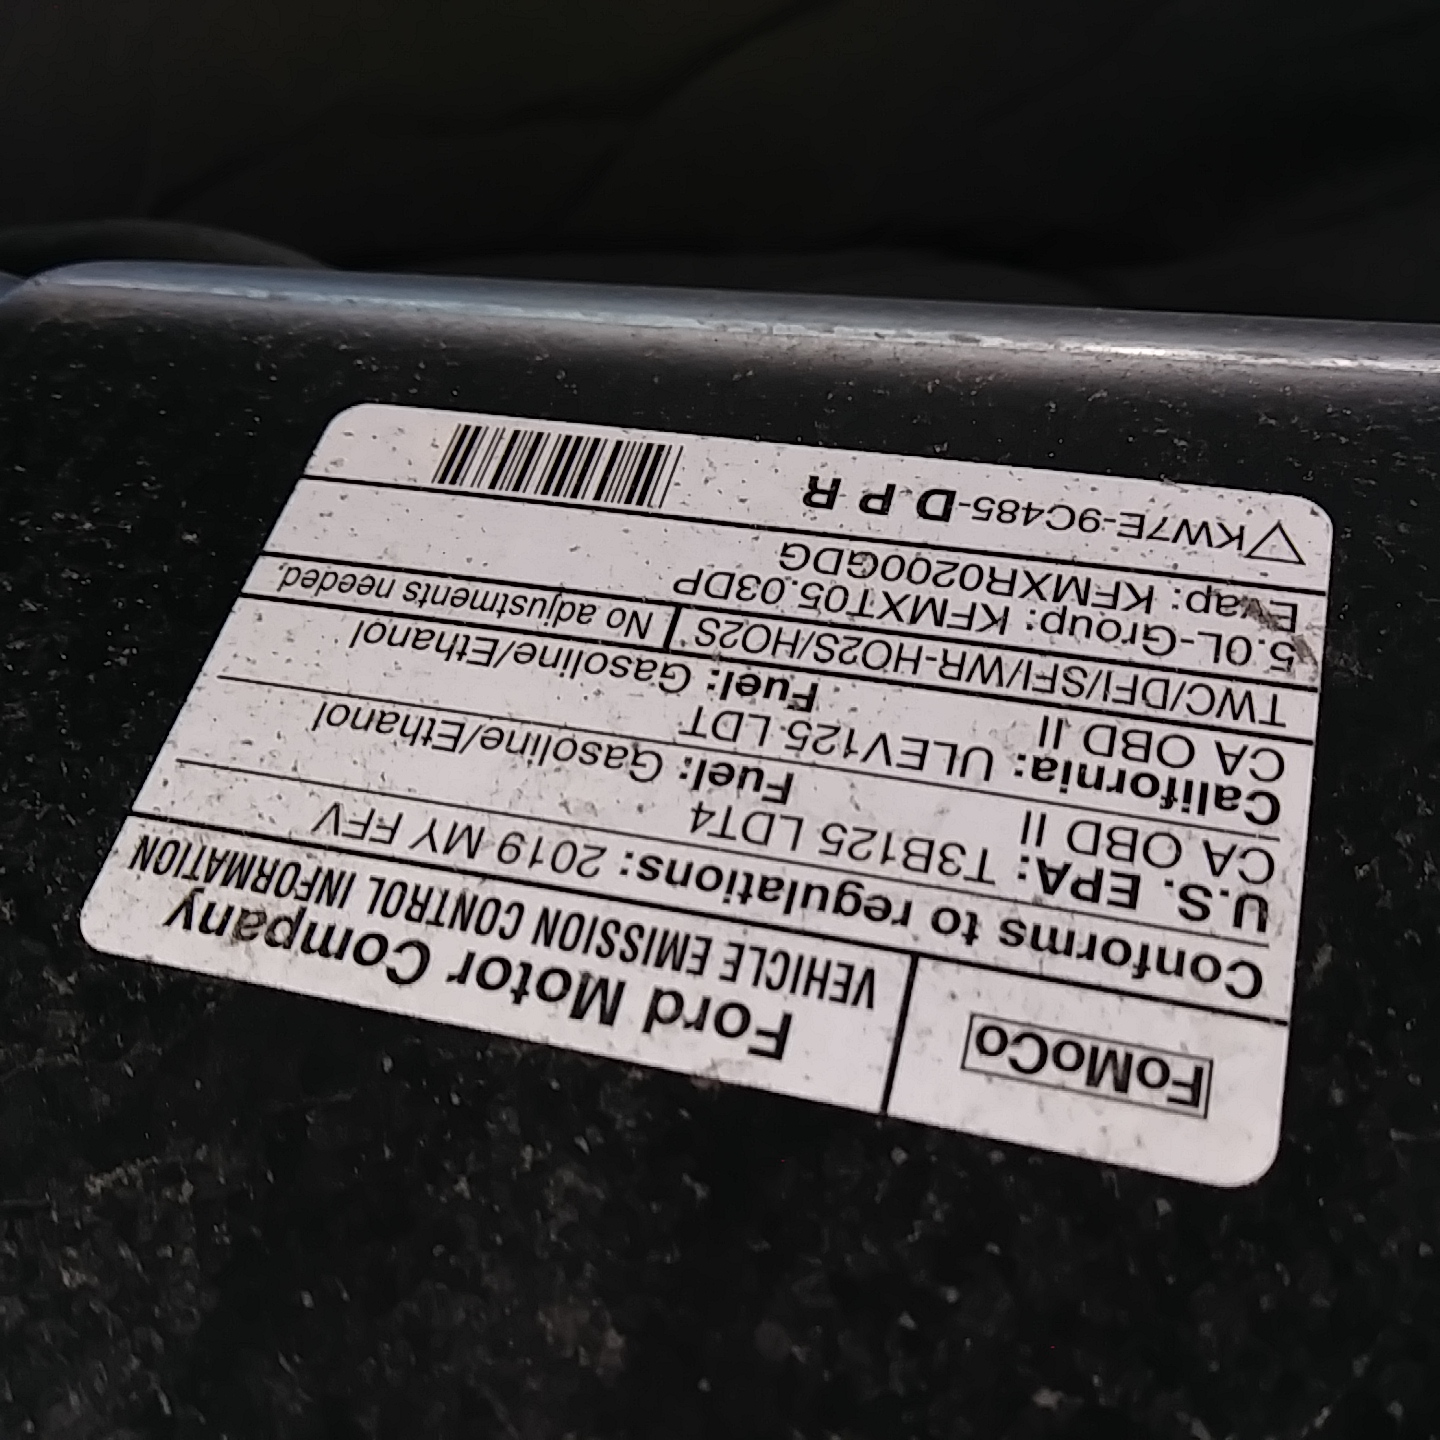 FoMoCo
Ford Motor Company
VEHICLE EMISSION CONTROL INFORMATION
Conforms to regulations: 2019 MY FFV
U.S. EPA: T3B125 LDT4
CA OBD II Fuel: Gasoline/Ethanol
California: ULEV125 LDT
CA OBD II Fuel: Gasoline/Ethanol
TWC/DFI/SFI/WR-HO2S/HO2S No adjustments needed.
5.0L-Group: KFMXT05.03DP
Evap: KFMXR0200GDG
KW7E-9C485-D P R